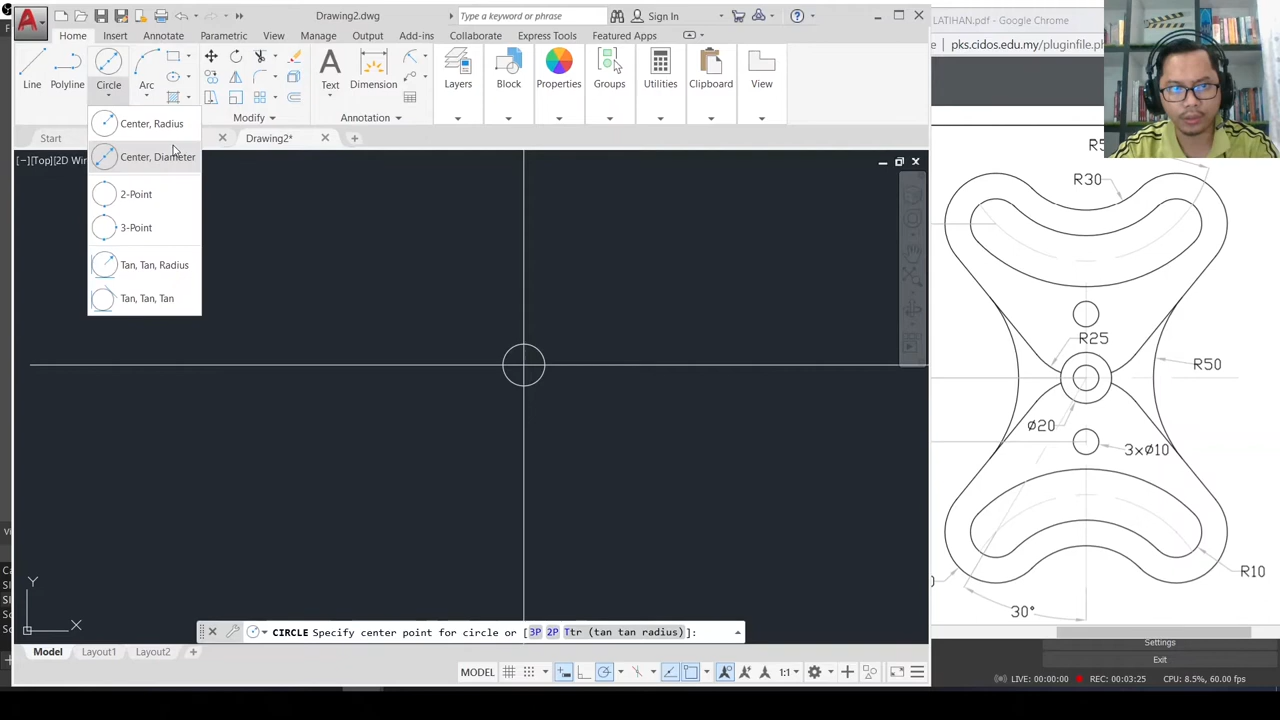 Drawing2.dwg
Type a keyword or phrase
Sign In
LATIHAN.pdf - Google Chrome
Home
Insert
Annotate
Parametric
View
Manage
Output
Add-ins
Express Tools
Featured Apps
pks.cidos.edu.my/pluginfile.ph
Line
Polyline
Circle
Arc
Text
Dimension
Layers
Block
Properties
Groups
Utilities
Clipboard
View
Modify
Start
Drawing2*
[−][Top][2D Wir
Center, Radius
Center, Diameter
2-Point
3-Point
Tan, Tan, Radius
Tan, Tan, Tan
R30
R25
R50
ø20
3xø10
R10
30°
Y
X
CIRCLE Specify center point for circle or [3P 2P Ttr (tan tan radius)]:
Model
Layout1
Layout2
MODEL
1:1
Settings
Exit
LIVE: 00:00:00
REC: 00:03:25
CPU: 8.5%, 60.00 fps